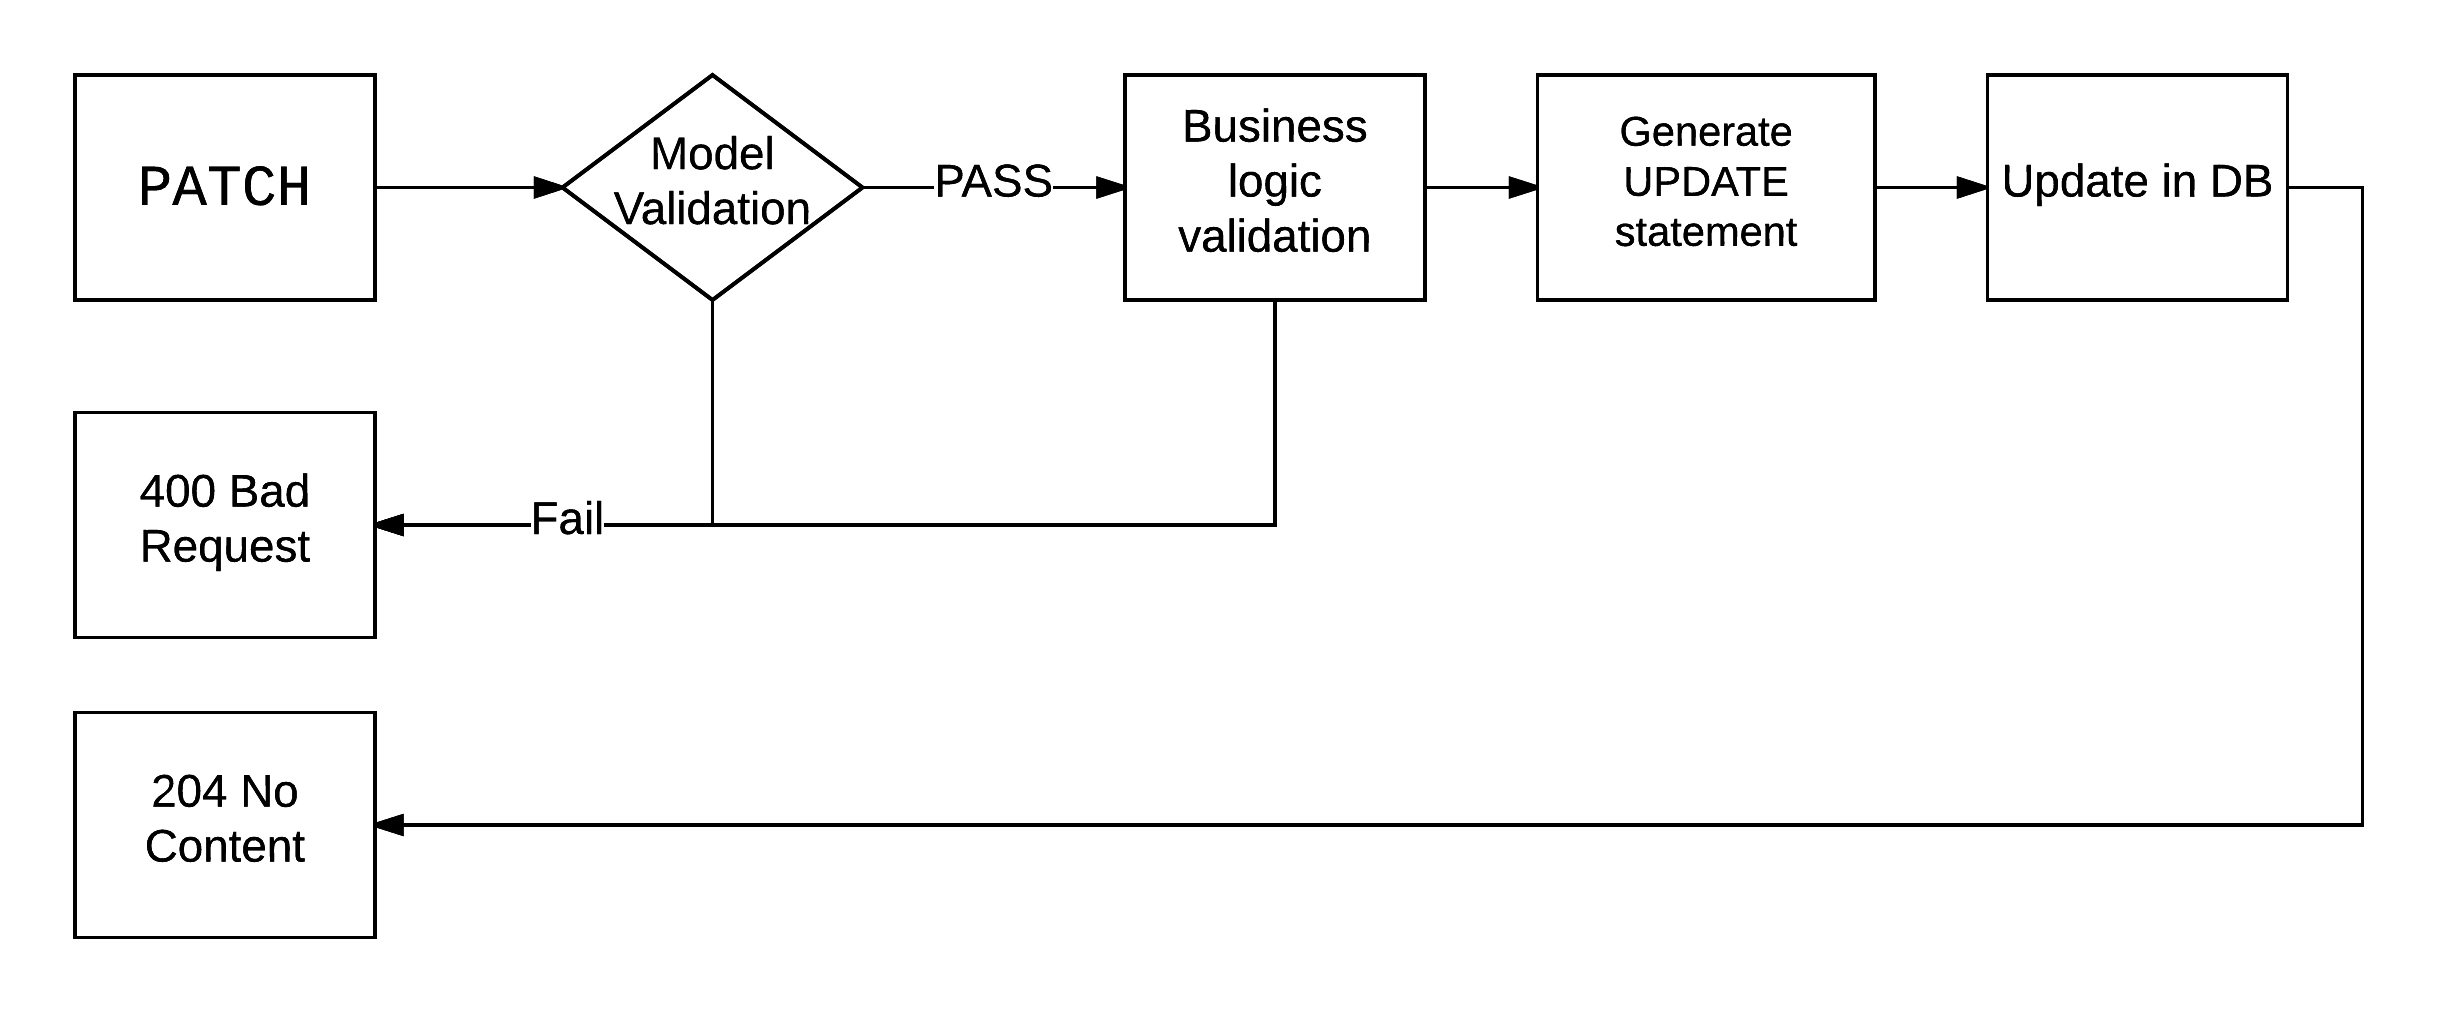 PATCH
Model
Validation
PASS
Business
logic
validation
Generate
UPDATE
statement
Update in DB
400 Bad
Request
Fail
204 No
Content